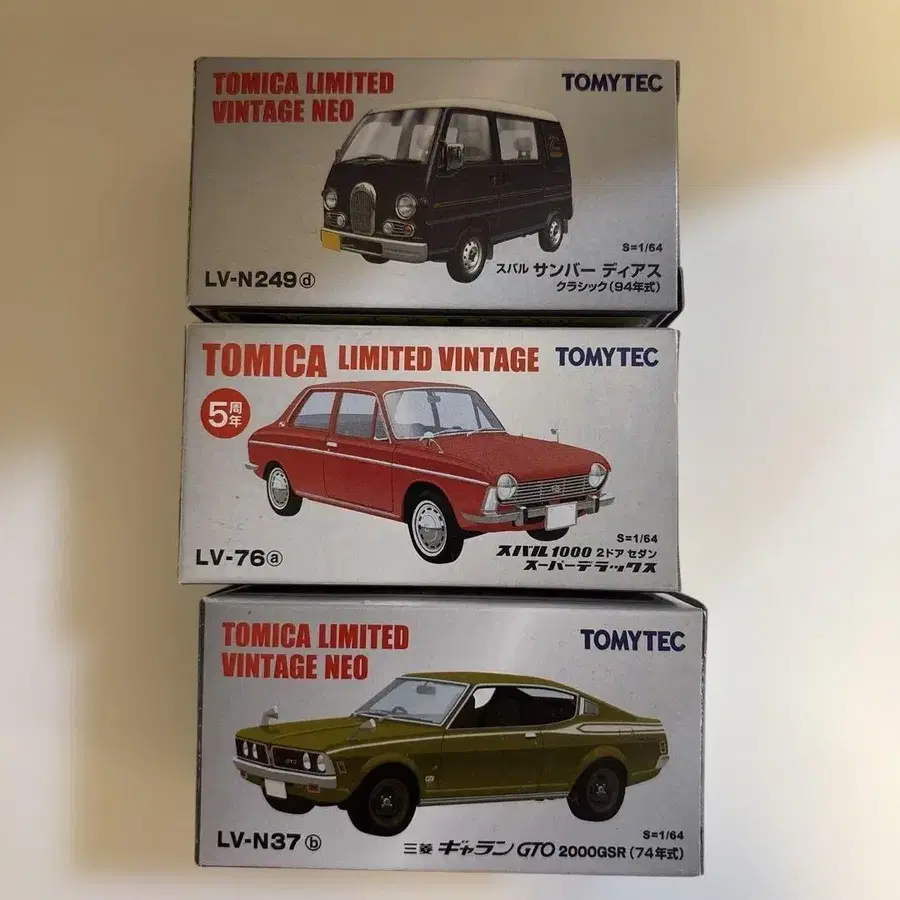 TOMICA LIMITED
VINTAGE NEO
TOMYTEC
S=1/64
LV-N249ⓓ
スバル サンバー ディアス
クラシック(94年式)
TOMICA LIMITED VINTAGE TOMYTEC
5周年
S=1/64
LV-76ⓐ
スバル1000 2ドア セダン
スーパーデラックス
TOMICA LIMITED
VINTAGE NEO
TOMYTEC
GTO
S=1/64
LV-N37ⓑ
三菱 ギャラン GTO 2000GSR(74年式)